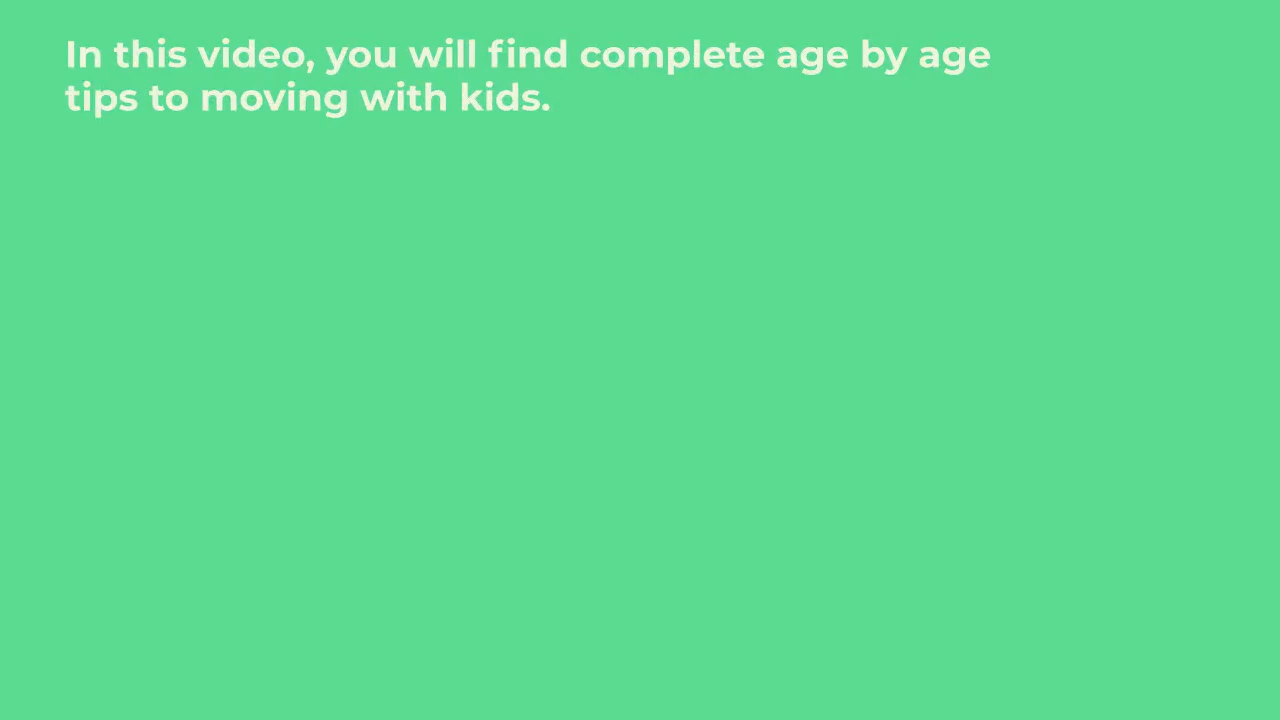 In this video, you will find complete age by age
tips to moving with kids.